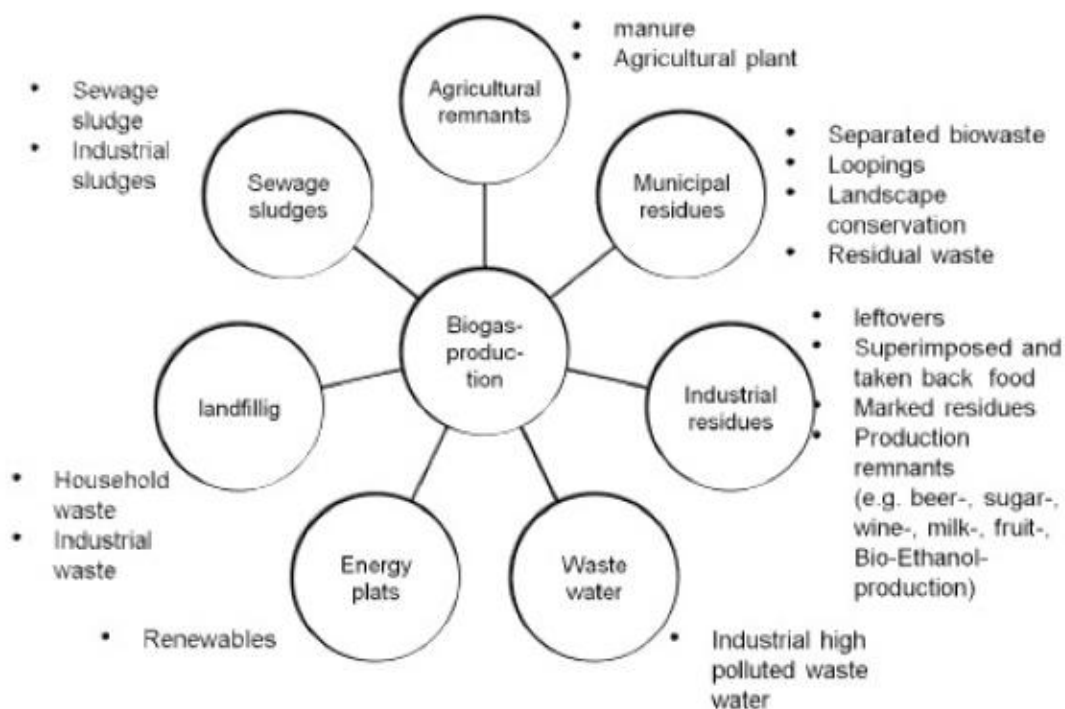 • manure
• Agricultural plant
Agricultural
remnants
• Sewage
sludge
• Industrial
sludges
Sewage
sludges
Municipal
residues
• Separated biowaste
• Loopings
• Landscape
conservation
• Residual waste
Biogas-
produc-
tion
landfillig
• Household
waste
• Industrial
waste
Industrial
residues
• leftovers
• Superimposed and
taken back food
• Marked residues
• Production
remnants
(e.g. beer-, sugar-,
wine-, milk-, fruit-,
Bio-Ethanol-
production)
Energy
plats
• Renewables
Waste
water
• Industrial high
polluted waste
water